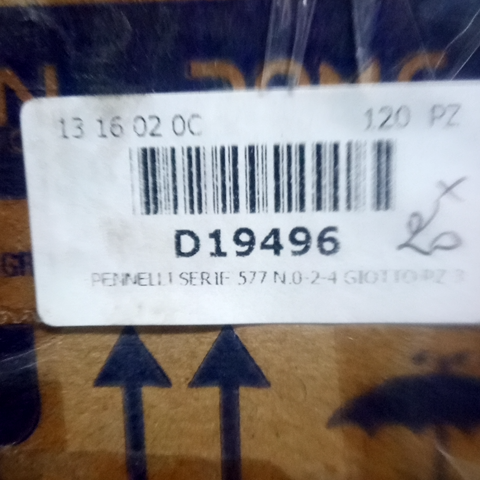 13 16 02 0C 120 PZ
D19496
PENNELLI SERIE 577 N.0-2-4 GIOTTO PZ 3